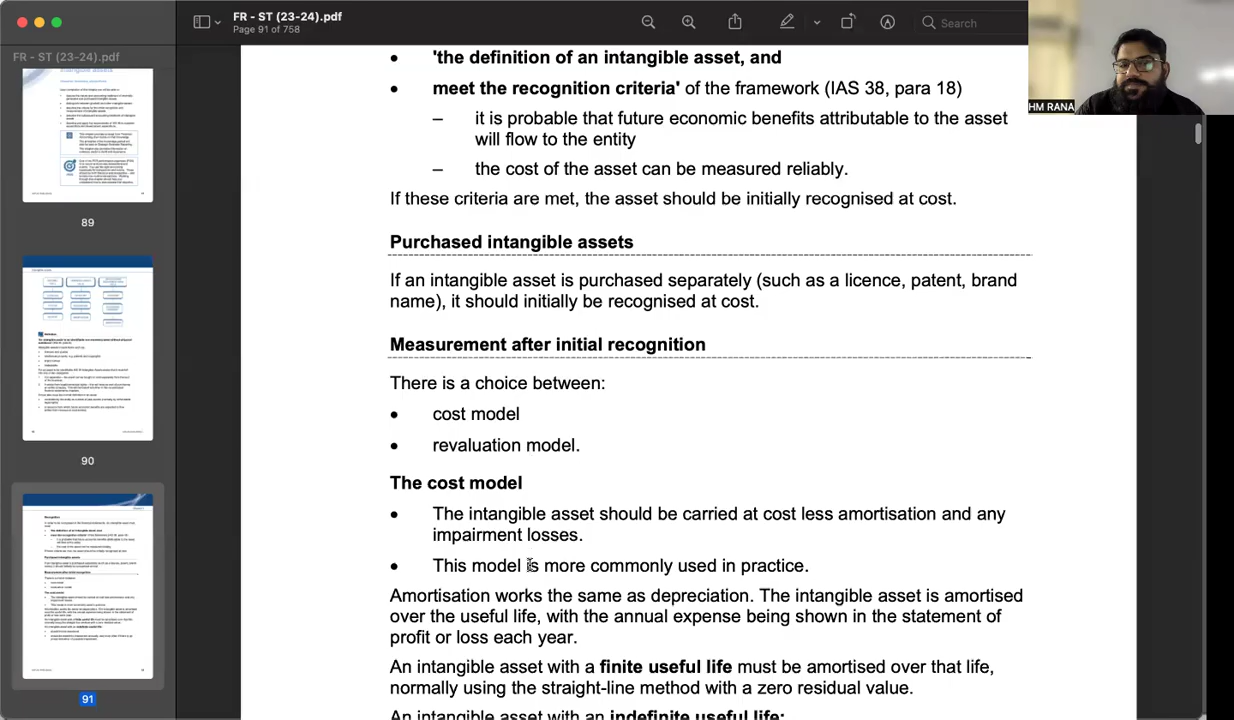 FR - ST (23-24).pdf
Page 91 of 758
Search
FR - ST (23-24).pdf
89
90
91
HM RANA
• 'the definition of an intangible asset, and
• meet the recognition criteria' of the framework (IAS 38, para 18)
– it is probable that future economic benefits attributable to the asset
will flow to the entity
– the cost of the asset can be measured reliably.
If these criteria are met, the asset should be initially recognised at cost.
Purchased intangible assets
If an intangible asset is purchased separately (such as a licence, patent, brand
name), it should initially be recognised at cost.
Measurement after initial recognition
There is a choice between:
• cost model
• revaluation model.
The cost model
• The intangible asset should be carried at cost less amortisation and any
impairment losses.
• This model is more commonly used in practice.
Amortisation works the same as depreciation. The intangible asset is amortised
over the useful life, with the annual expense being shown in the statement of
profit or loss each year.
An intangible asset with a finite useful life must be amortised over that life,
normally using the straight-line method with a zero residual value.
An intangible asset with an indefinite useful life: